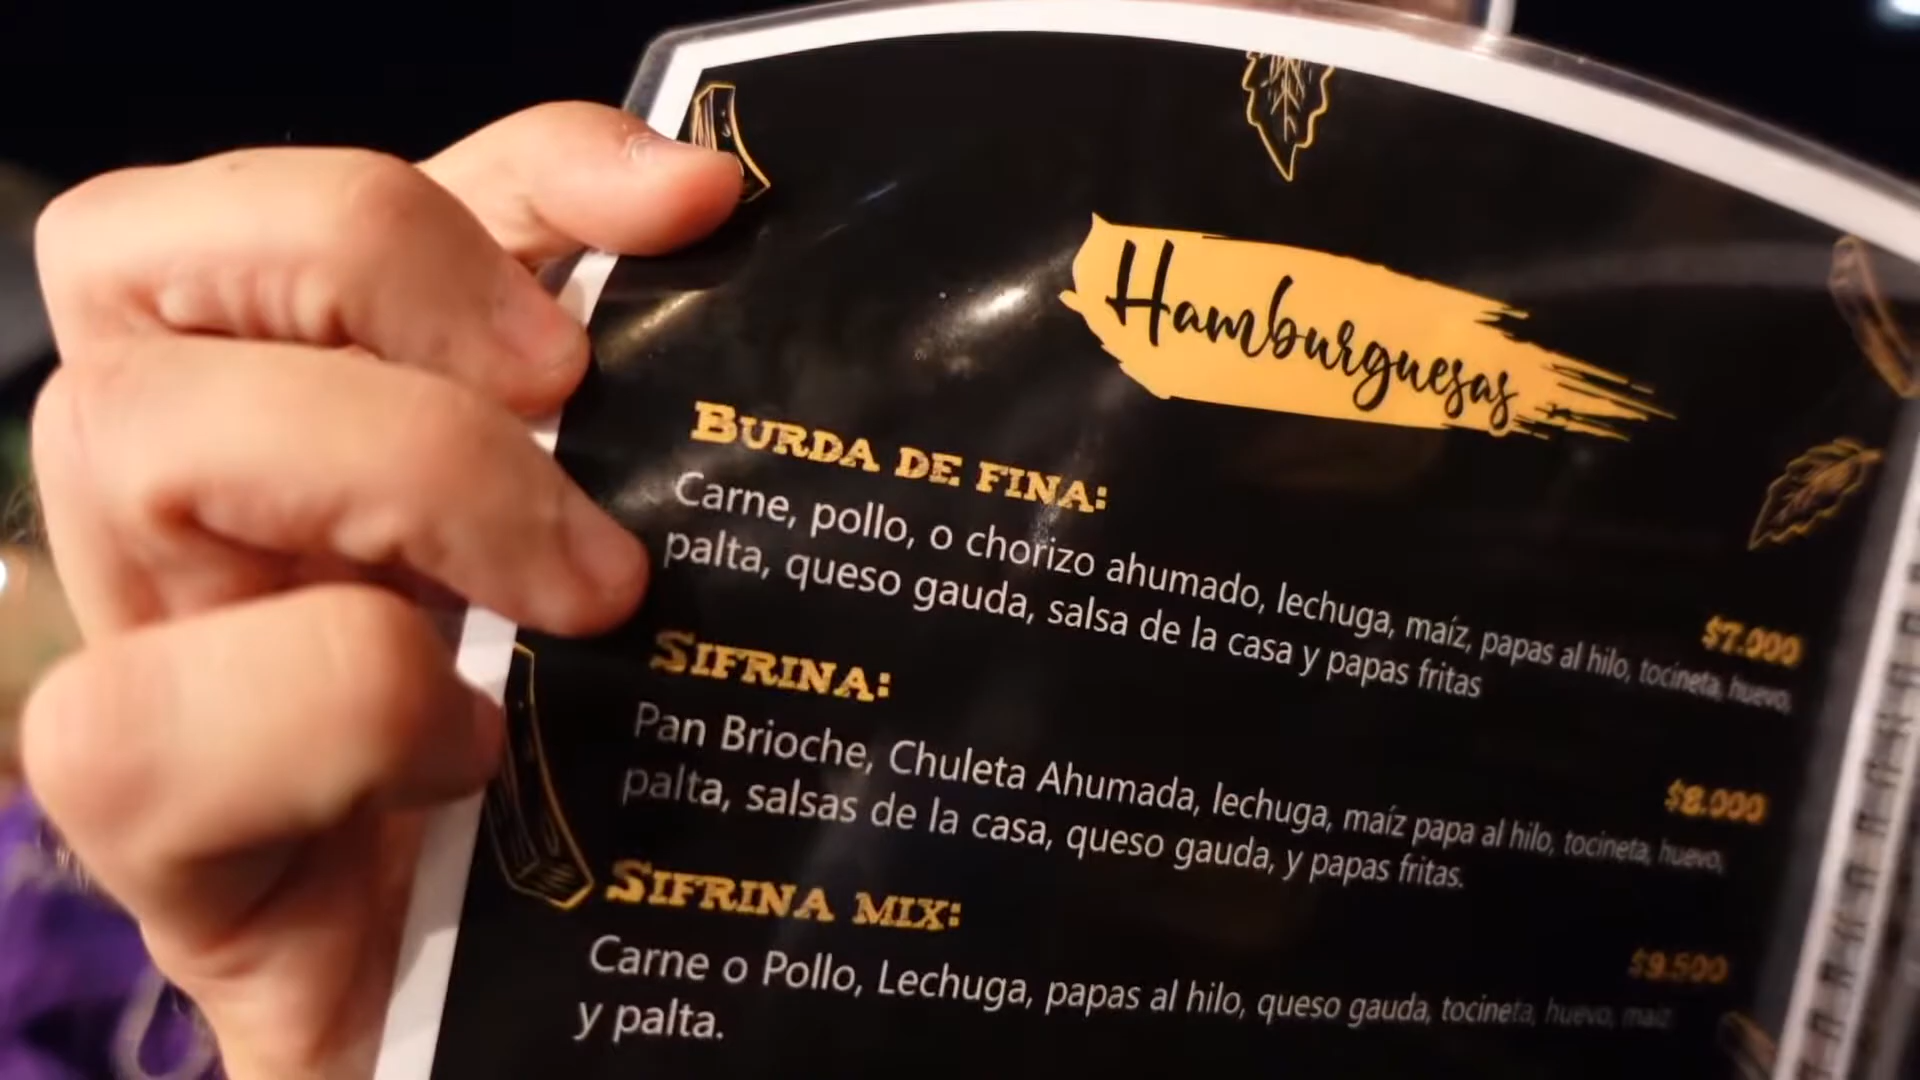 Hamburguesas
BURDA DE FINA:
$7.000
Carne, pollo, o chorizo ahumado, lechuga, maíz, papas al hilo, tocineta, huevo,
palta, queso gauda, salsa de la casa y papas fritas
SIFRINA:
$8.000
Pan Brioche, Chuleta Ahumada, lechuga, maíz papa al hilo, tocineta, huevo,
palta, salsas de la casa, queso gauda, y papas fritas.
SIFRINA MIX:
$9.500
Carne o Pollo, Lechuga, papas al hilo, queso gauda, tocineta, huevo, maíz
y palta.